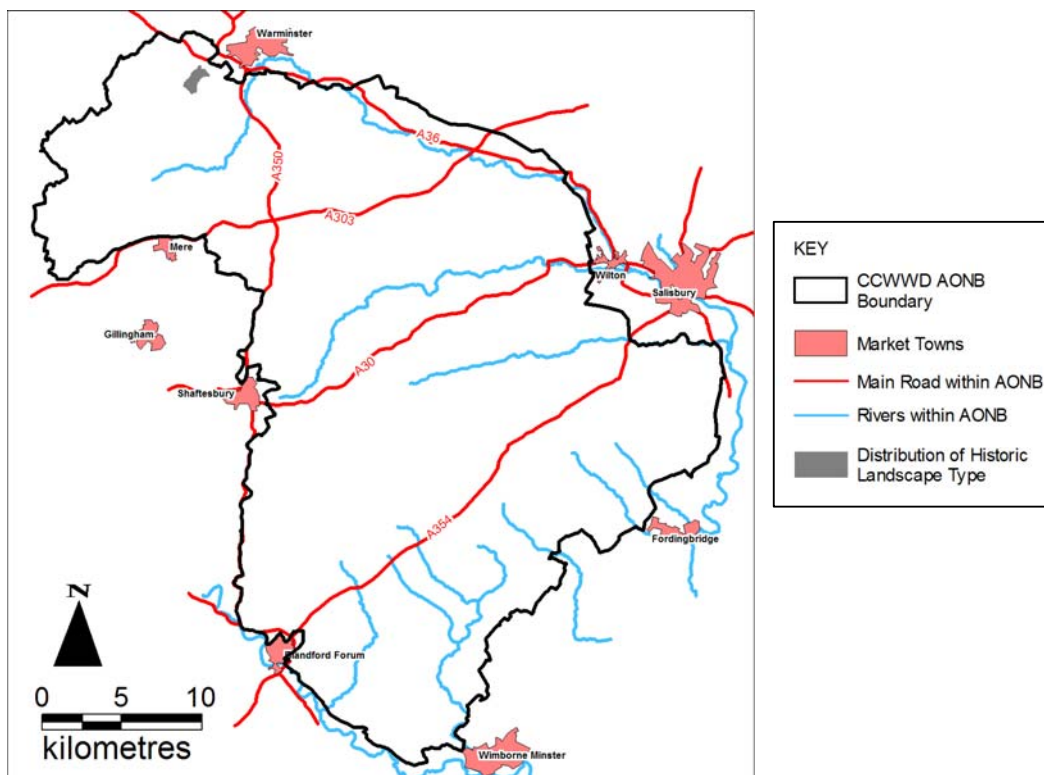 Warminster
A36
A350
A303
Mere
Wilton
Salisbury
Gillingham
A30
Shaftesbury
A354
Fordingbridge
N
Blandford Forum
0 5 10
kilometres
Wimborne Minster
KEY
CCWWD AONB
Boundary
Market Towns
Main Road within AONB
Rivers within AONB
Distribution of Historic
Landscape Type